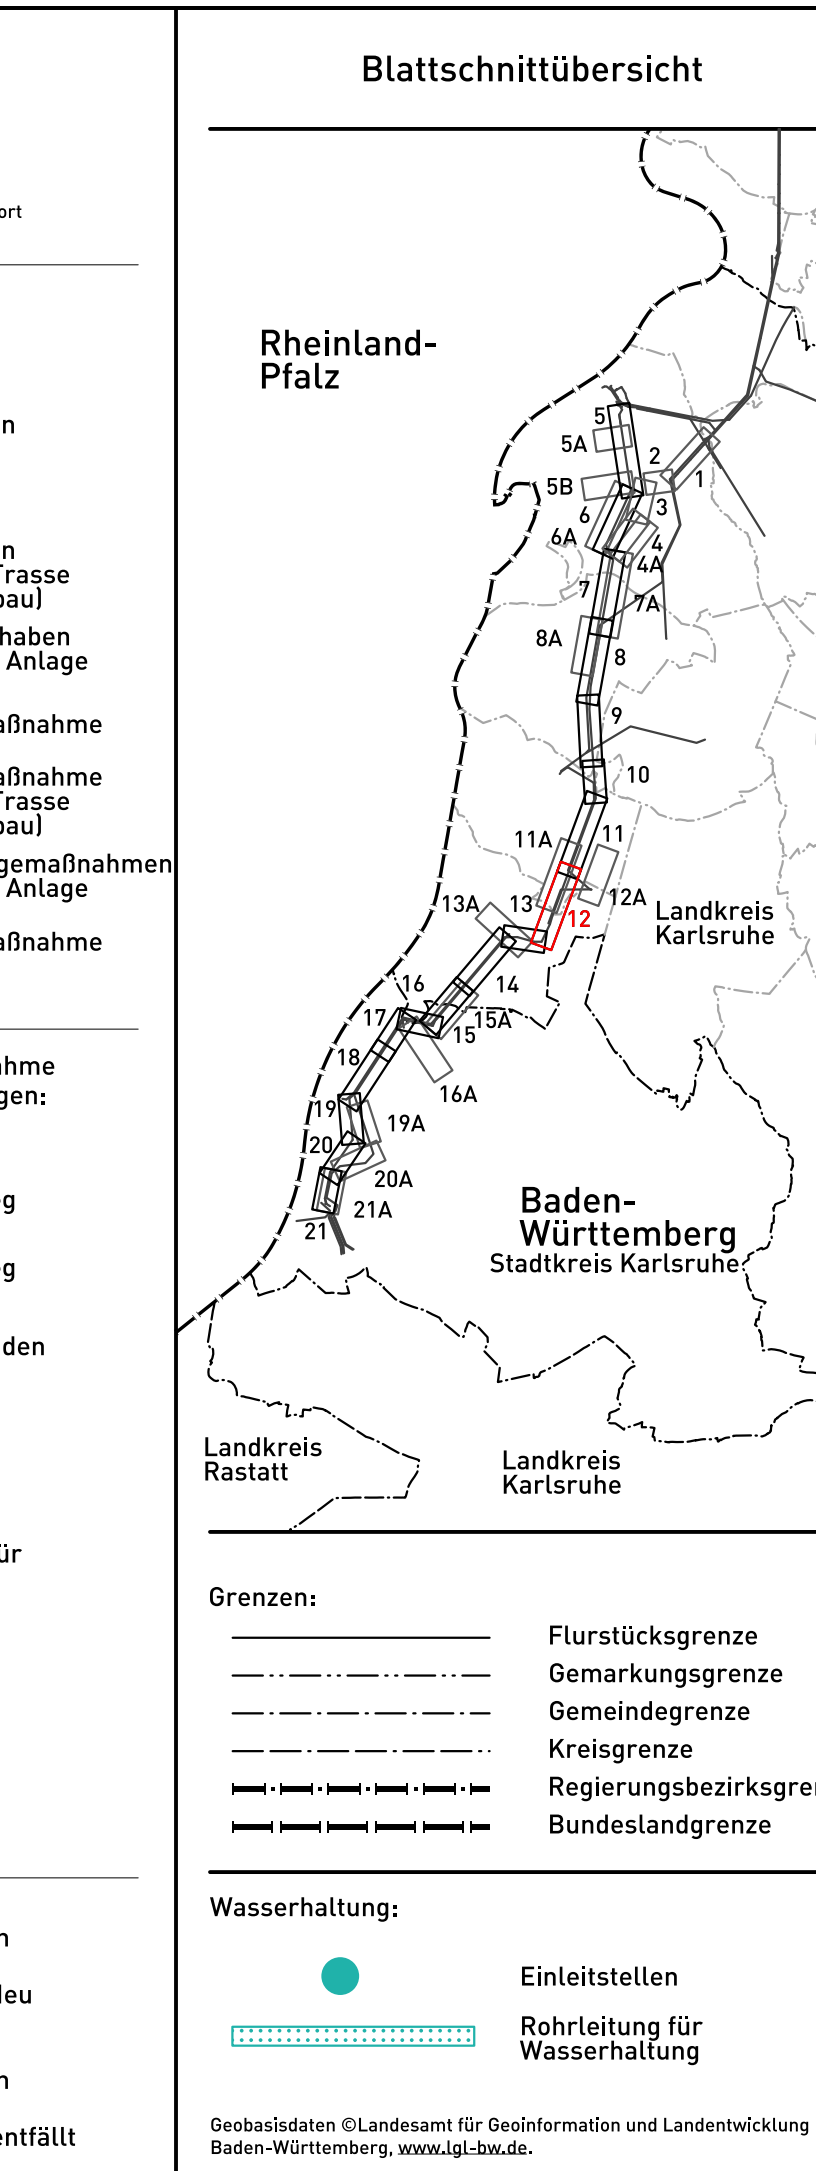 ort
n
n
Trasse
bau)
haben
Anlage
aßnahme
aßnahme
Trasse
bau)
gemaßnahmen
Anlage
aßnahme
ahme
gen:
g
g
den
ür
n
Neu
n
entfällt
Blattschnittübersicht
Rheinland-
Pfalz
5
5A
2
1
5B
3
6
6A
4
4A
7
7A
8A
8
9
10
11A
11
12A
13A
13
12
Landkreis
Karlsruhe
16
14
17
15A
15
18
16A
19
19A
20
20A
21A
21
Baden-
Württemberg
Stadtkreis Karlsruhe
Landkreis
Rastatt
Landkreis
Karlsruhe
Grenzen:
Flurstücksgrenze
Gemarkungsgrenze
Gemeindegrenze
Kreisgrenze
Regierungsbezirksgren
Bundeslandgrenze
Wasserhaltung:
Einleitstellen
Rohrleitung für
Wasserhaltung
Geobasisdaten ©Landesamt für Geoinformation und Landentwicklung
Baden-Württemberg, www.lgl-bw.de.